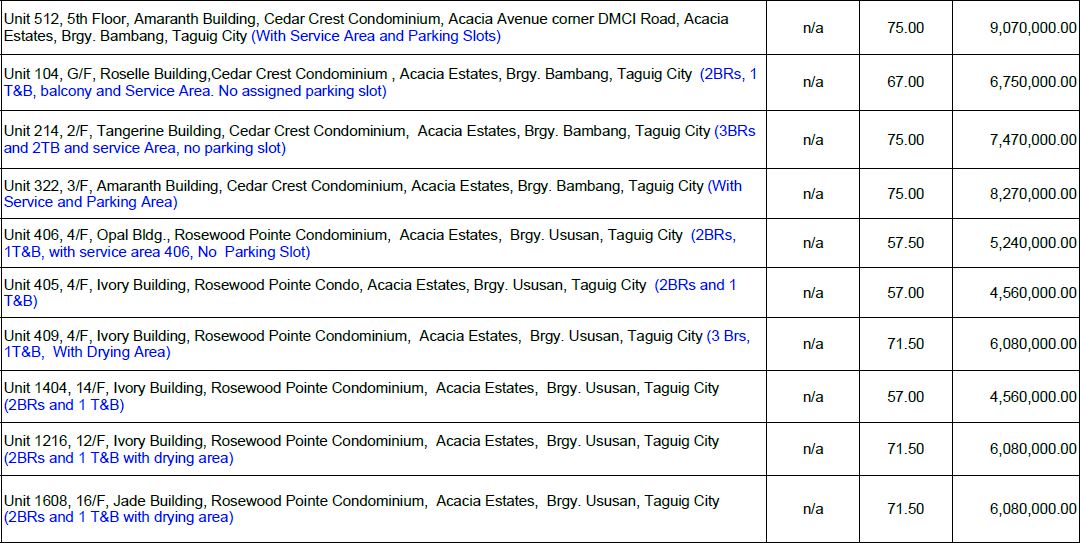 Unit 512, 5th Floor, Amaranth Building, Cedar Crest Condominium, Acacia Avenue corner DMCI Road, Acacia
Estates, Brgy. Bambang, Taguig City (With Service Area and Parking Slots)
n/a
75.00
9,070,000.00
Unit 104, G/F, Roselle Building,Cedar Crest Condominium , Acacia Estates, Brgy. Bambang, Taguig City (2BRs, 1
T&B, balcony and Service Area. No assigned parking slot)
n/a
67.00
6,750,000.00
Unit 214, 2/F, Tangerine Building, Cedar Crest Condominium, Acacia Estates, Brgy. Bambang, Taguig City (3BRs
and 2TB and service Area, no parking slot)
n/a
75.00
7,470,000.00
Unit 322, 3/F, Amaranth Building, Cedar Crest Condominium, Acacia Estates, Brgy. Bambang, Taguig City (With
Service and Parking Area)
n/a
75.00
8,270,000.00
Unit 406, 4/F, Opal Bldg., Rosewood Pointe Condominium, Acacia Estates, Brgy. Ususan, Taguig City (2BRs,
1T&B, with service area 406, No Parking Slot)
n/a
57.50
5,240,000.00
Unit 405, 4/F, Ivory Building, Rosewood Pointe Condo, Acacia Estates, Brgy. Ususan, Taguig City (2BRs and 1
T&B)
n/a
57.00
4,560,000.00
Unit 409, 4/F, Ivory Building, Rosewood Pointe Condominium, Acacia Estates, Brgy. Ususan, Taguig City (3 Brs,
1T&B, With Drying Area)
n/a
71.50
6,080,000.00
Unit 1404, 14/F, Ivory Building, Rosewood Pointe Condominium, Acacia Estates, Brgy. Ususan, Taguig City
(2BRs and 1 T&B)
n/a
57.00
4,560,000.00
Unit 1216, 12/F, Ivory Building, Rosewood Pointe Condominium, Acacia Estates, Brgy. Ususan, Taguig City
(2BRs and 1 T&B with drying area)
n/a
71.50
6,080,000.00
Unit 1608, 16/F, Jade Building, Rosewood Pointe Condominium, Acacia Estates, Brgy. Ususan, Taguig City
(2BRs and 1 T&B with drying area)
n/a
71.50
6,080,000.00